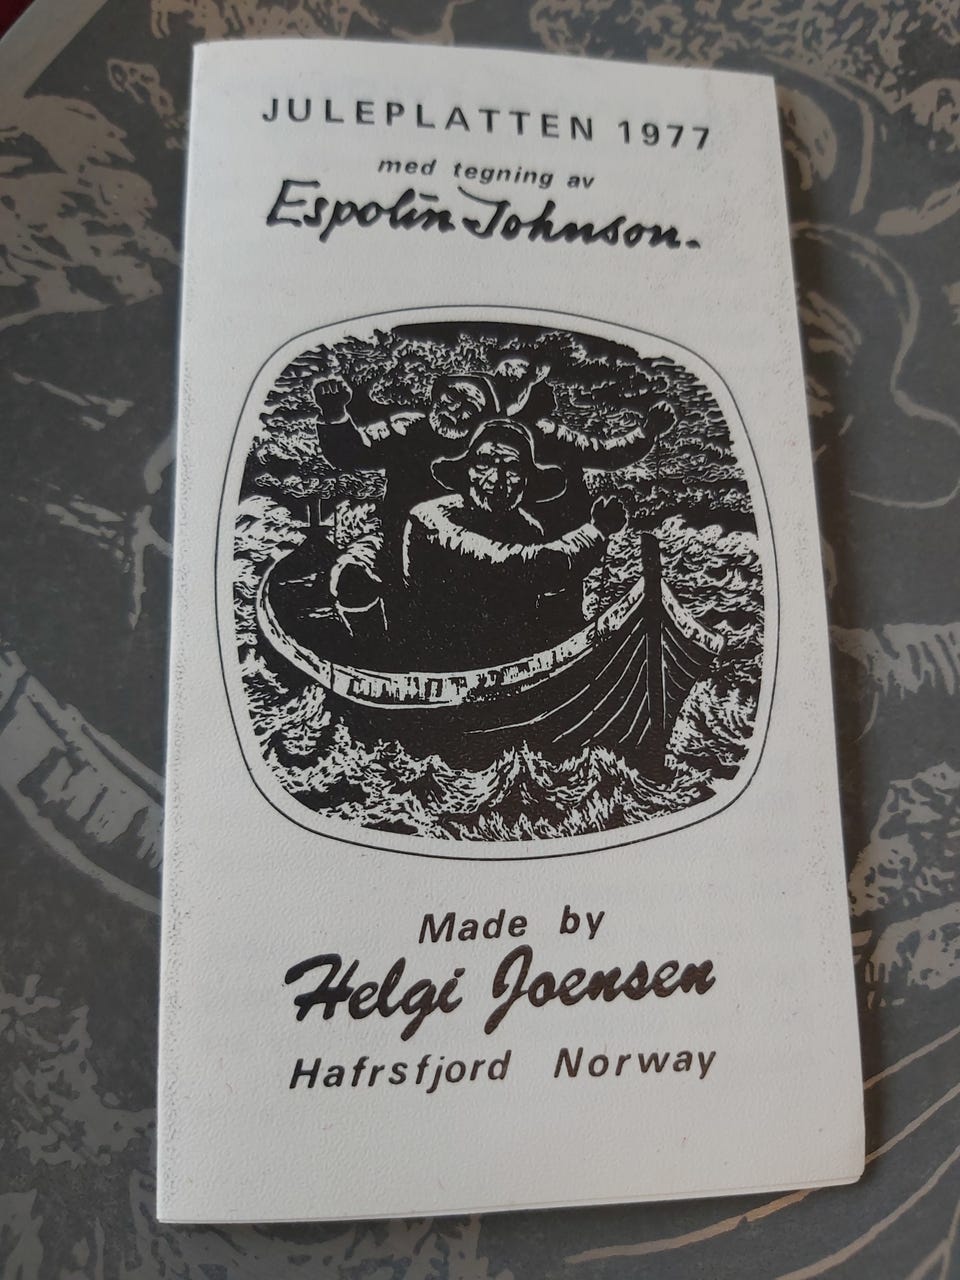 JULEPLATTEN 1977
med tegning av
Espolin Johnson.
Made by
Helgi Joensen
Hafrsfjord Norway